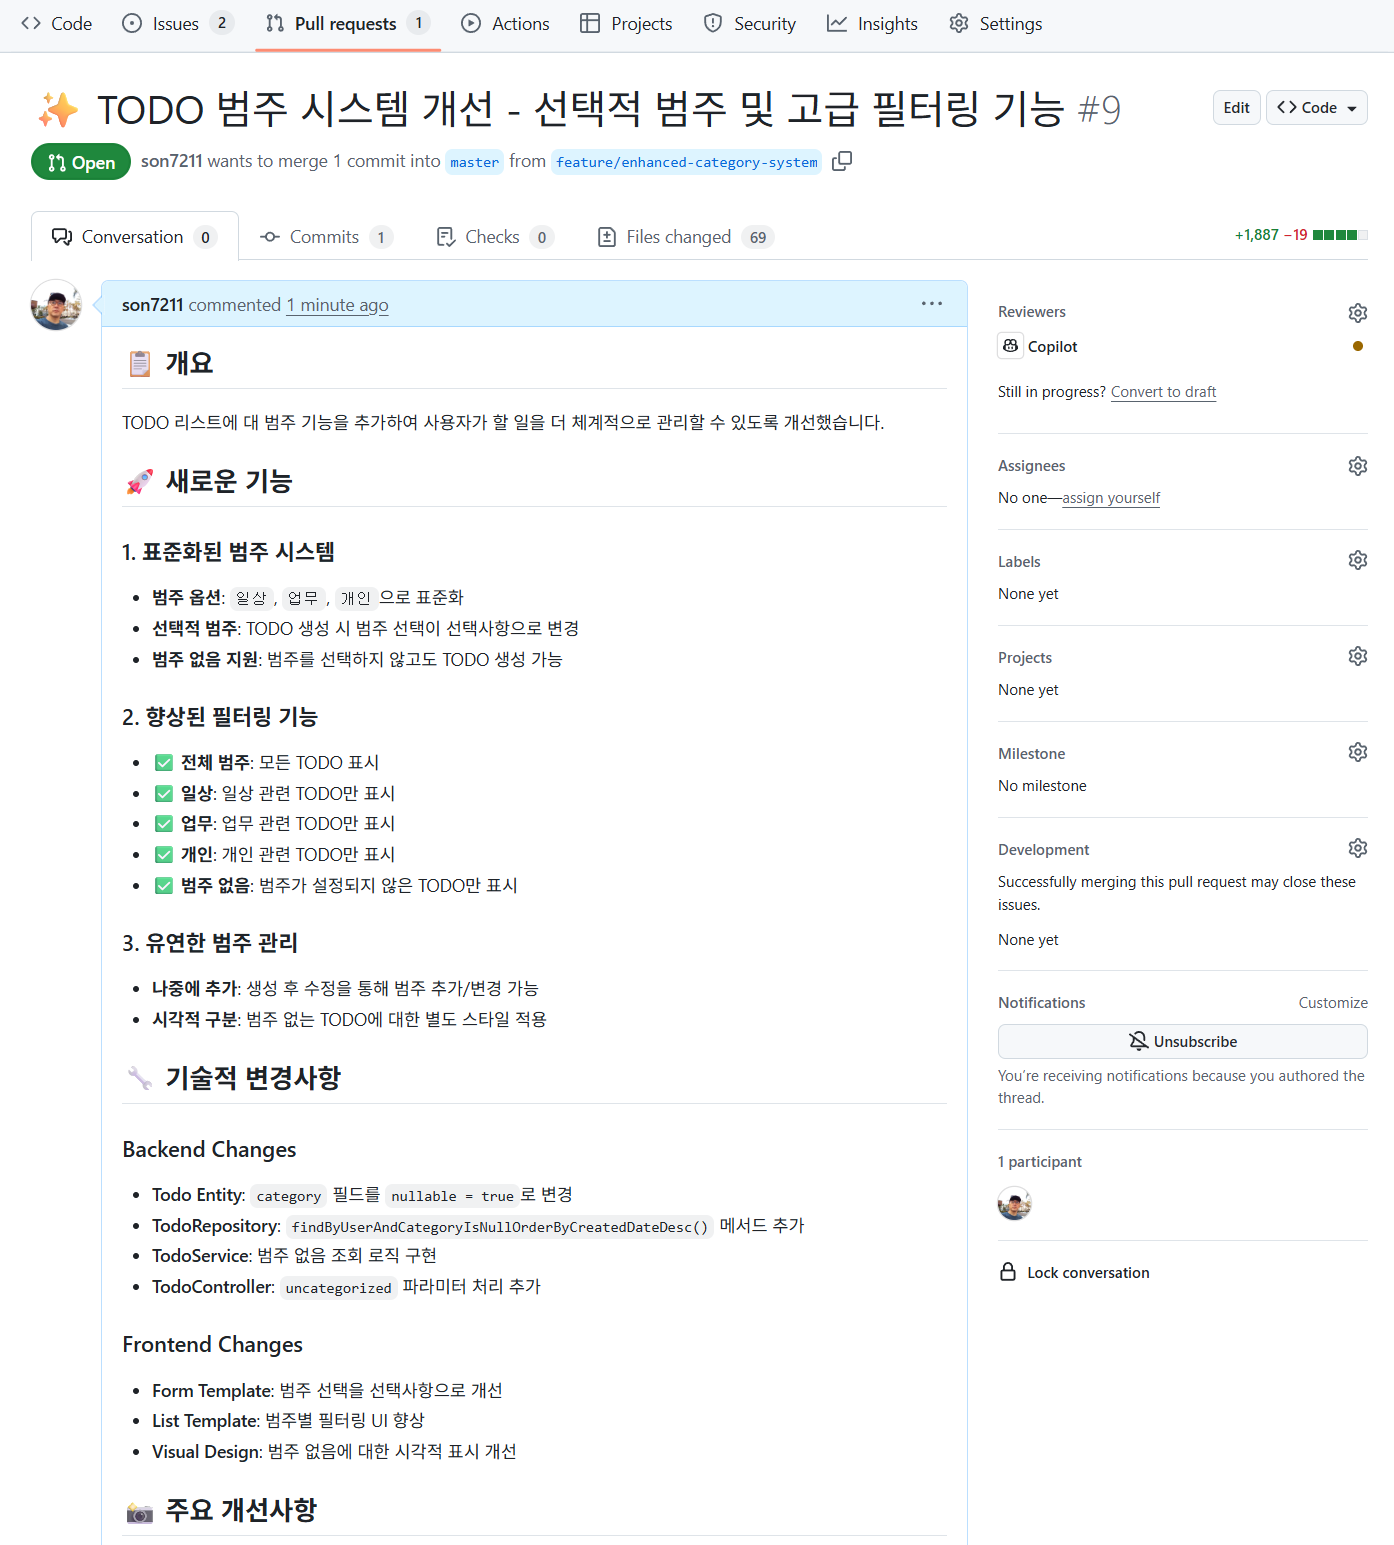 Code Issues 2 Pull requests 1 Actions Projects Security Insights Settings
✨ TODO 범주 시스템 개선 - 선택적 범주 및 고급 필터링 기능 #9
Edit
Code
Open son7211 wants to merge 1 commit into master from feature/enhanced-category-system
Conversation 0 Commits 1 Checks 0 Files changed 69
+1,887 −19
son7211 commented 1 minute ago
📋 개요
TODO 리스트에 대 범주 기능을 추가하여 사용자가 할 일을 더 체계적으로 관리할 수 있도록 개선했습니다.
🚀 새로운 기능
1. 표준화된 범주 시스템
• 범주 옵션: 일상, 업무, 개인으로 표준화
• 선택적 범주: TODO 생성 시 범주 선택이 선택사항으로 변경
• 범주 없음 지원: 범주를 선택하지 않고도 TODO 생성 가능
2. 향상된 필터링 기능
• ✅ 전체 범주: 모든 TODO 표시
• ✅ 일상: 일상 관련 TODO만 표시
• ✅ 업무: 업무 관련 TODO만 표시
• ✅ 개인: 개인 관련 TODO만 표시
• ✅ 범주 없음: 범주가 설정되지 않은 TODO만 표시
3. 유연한 범주 관리
• 나중에 추가: 생성 후 수정을 통해 범주 추가/변경 가능
• 시각적 구분: 범주 없는 TODO에 대한 별도 스타일 적용
🔧 기술적 변경사항
Backend Changes
• Todo Entity: category 필드를 nullable = true로 변경
• TodoRepository: findByUserAndCategoryIsNullOrderByCreatedDateDesc() 메서드 추가
• TodoService: 범주 없음 조회 로직 구현
• TodoController: uncategorized 파라미터 처리 추가
Frontend Changes
• Form Template: 범주 선택을 선택사항으로 개선
• List Template: 범주별 필터링 UI 향상
• Visual Design: 범주 없음에 대한 시각적 표시 개선
📸 주요 개선사항
Reviewers
Copilot
Still in progress? Convert to draft
Assignees
No one—assign yourself
Labels
None yet
Projects
None yet
Milestone
No milestone
Development
Successfully merging this pull request may close these
issues.
None yet
Notifications Customize
Unsubscribe
You're receiving notifications because you authored the
thread.
1 participant
Lock conversation